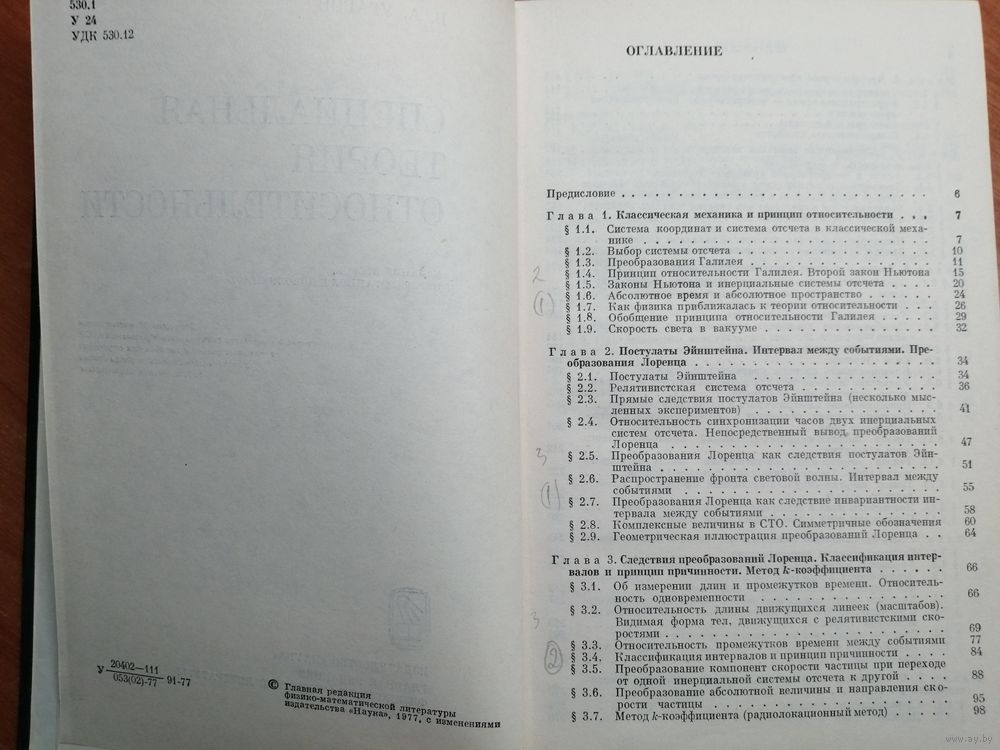 530.1
У 24
УДК 530.12
СПЕЦИАЛЬНАЯ
ТЕОРИЯ
ОТНОСИТЕЛЬНОСТИ
У 20402—111
053(02)-77 91-77
© Главная редакция
физико-математической литературы
издательства «Наука», 1977, с изменениями
ОГЛАВЛЕНИЕ
Предисловие . . . . . . . . . . . . . . . . . . . . . . . . . . . 6
Глава 1. Классическая механика и принцип относительности . . . 7
§ 1.1. Система координат и система отсчета в классической меха-
нике . . . . . . . . . . . . . . . . . . . . . . . 7
§ 1.2. Выбор системы отсчета . . . . . . . . . . . . . . . 10
§ 1.3. Преобразования Галилея . . . . . . . . . . . . . . 11
2
§ 1.4. Принцип относительности Галилея. Второй закон Ньютона 15
§ 1.5. Законы Ньютона и инерциальные системы отсчета . . . . 20
(1)
§ 1.6. Абсолютное время и абсолютное пространство . . . . . . 24
§ 1.7. Как физика приближалась к теории относительности . . . 26
§ 1.8. Обобщение принципа относительности Галилея . . . . . 29
§ 1.9. Скорость света в вакууме . . . . . . . . . . . . . . 32
Глава 2. Постулаты Эйнштейна. Интервал между событиями. Пре-
образования Лоренца . . . . . . . . . . . . . . . . . . . 34
§ 2.1. Постулаты Эйнштейна . . . . . . . . . . . . . . . 34
§ 2.2. Релятивистская система отсчета . . . . . . . . . . . 36
§ 2.3. Прямые следствия постулатов Эйнштейна (несколько мыс-
ленных экспериментов) . . . . . . . . . . . . . . . 41
§ 2.4. Относительность синхронизации часов двух инерциальных
систем отсчета. Непосредственный вывод преобразований
Лоренца . . . . . . . . . . . . . . . . . . . . . . 47
3
§ 2.5. Преобразования Лоренца как следствия постулатов Эйн-
штейна . . . . . . . . . . . . . . . . . . . . . . . 51
(1)
§ 2.6. Распространение фронта световой волны. Интервал между
событиями . . . . . . . . . . . . . . . . . . . . . 55
§ 2.7. Преобразования Лоренца как следствие инвариантности ин-
тервала между событиями . . . . . . . . . . . . . . 58
§ 2.8. Комплексные величины в СТО. Симметричные обозначения 60
§ 2.9. Геометрическая иллюстрация преобразований Лоренца . . 64
Глава 3. Следствия преобразований Лоренца. Классификация интер-
валов и принцип причинности. Метод k-коэффициента . . . . . . 66
§ 3.1. Об измерении длин и промежутков времени. Относитель-
ность одновременности . . . . . . . . . . . . . . . 66
3
§ 3.2. Относительность длины движущихся линеек (масштабов).
Видимая форма тел, движущихся с релятивистскими ско-
ростями . . . . . . . . . . . . . . . . . . . . . . 69
§ 3.3. Относительность промежутков времени между событиями 77
(2)
§ 3.4. Классификация интервалов и принцип причинности . . . . 84
§ 3.5. Преобразование компонент скорости частицы при переходе
от одной инерциальной системы отсчета к другой . . . . 88
§ 3.6. Преобразование абсолютной величины и направления ско-
рости частицы . . . . . . . . . . . . . . . . . . . 95
§ 3.7. Метод k-коэффициента (радиолокационный метод) . . . . . 98
www.ay.by